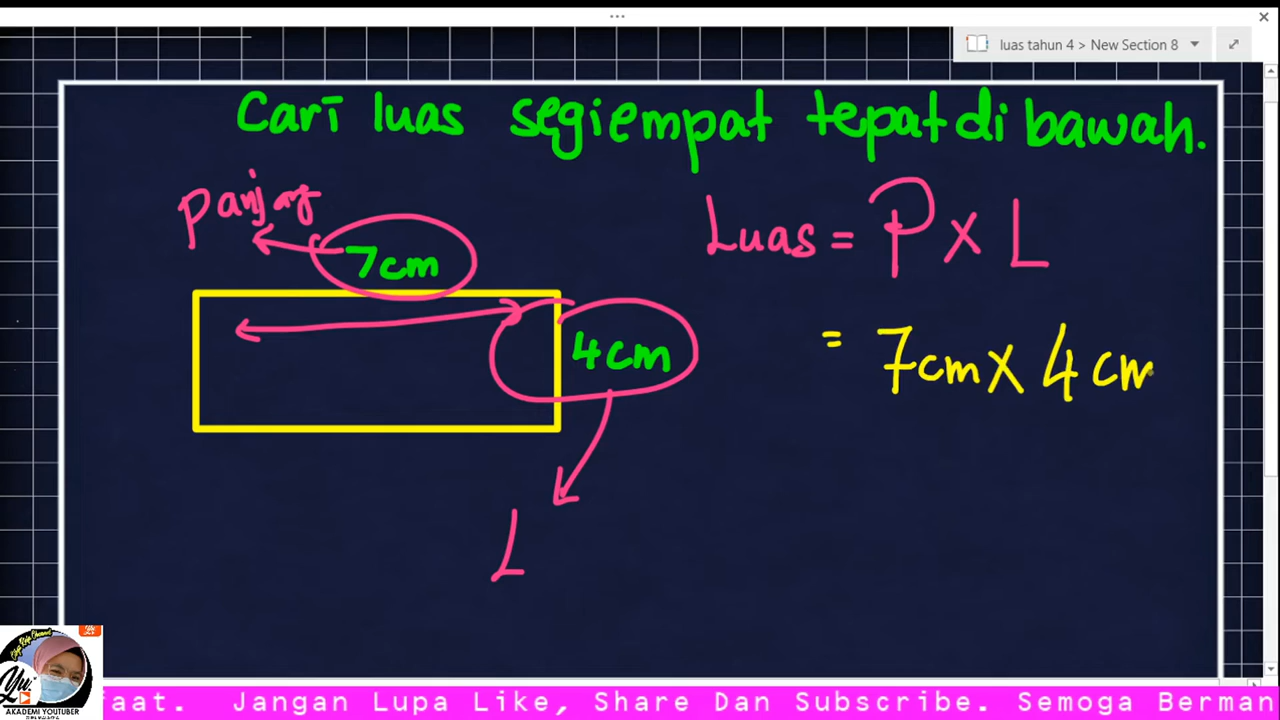 luas tahun 4 > New Section 8
Cari luas segiempat tepat di bawah.
Panjang
7cm
4cm
L
Luas = P X L
= 7cm X 4cm
AKADEMI YOUTUBER
faat. Jangan Lupa Like, Share Dan Subscribe. Semoga Berman